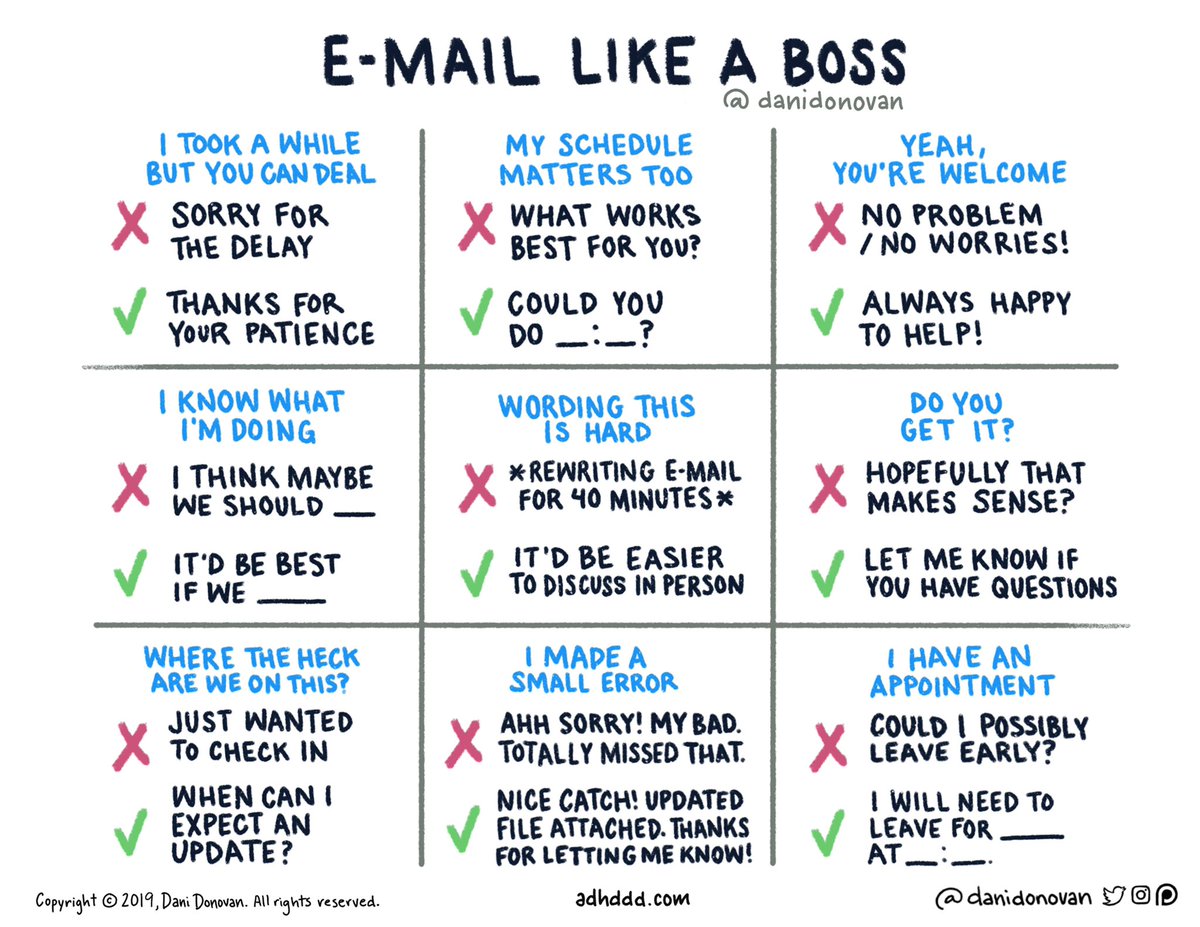 E-MAIL LIKE A BOSS
@danidonovan
I TOOK A WHILE
BUT YOU CAN DEAL
SORRY FOR
THE DELAY
THANKS FOR
YOUR PATIENCE
MY SCHEDULE
MATTERS TOO
WHAT WORKS
BEST FOR YOU?
COULD YOU
DO __:__?
YEAH,
YOU'RE WELCOME
NO PROBLEM
/NO WORRIES!
ALWAYS HAPPY
TO HELP!
I KNOW WHAT
I'M DOING
I THINK MAYBE
WE SHOULD ___
IT'D BE BEST
IF WE ____
WORDING THIS
IS HARD
*REWRITING E-MAIL
FOR 40 MINUTES*
IT'D BE EASIER
TO DISCUSS IN PERSON
DO YOU
GET IT?
HOPEFULLY THAT
MAKES SENSE?
LET ME KNOW IF
YOU HAVE QUESTIONS
WHERE THE HECK
ARE WE ON THIS?
JUST WANTED
TO CHECK IN
WHEN CAN I
EXPECT AN
UPDATE?
I MADE A
SMALL ERROR
AHH SORRY! MY BAD.
TOTALLY MISSED THAT.
NICE CATCH! UPDATED
FILE ATTACHED. THANKS
FOR LETTING ME KNOW!
I HAVE AN
APPOINTMENT
COULD I POSSIBLY
LEAVE EARLY?
I WILL NEED TO
LEAVE FOR ____
AT __:__.
Copyright © 2019, Dani Donovan. All rights reserved.
adhddd.com
@danidonovan